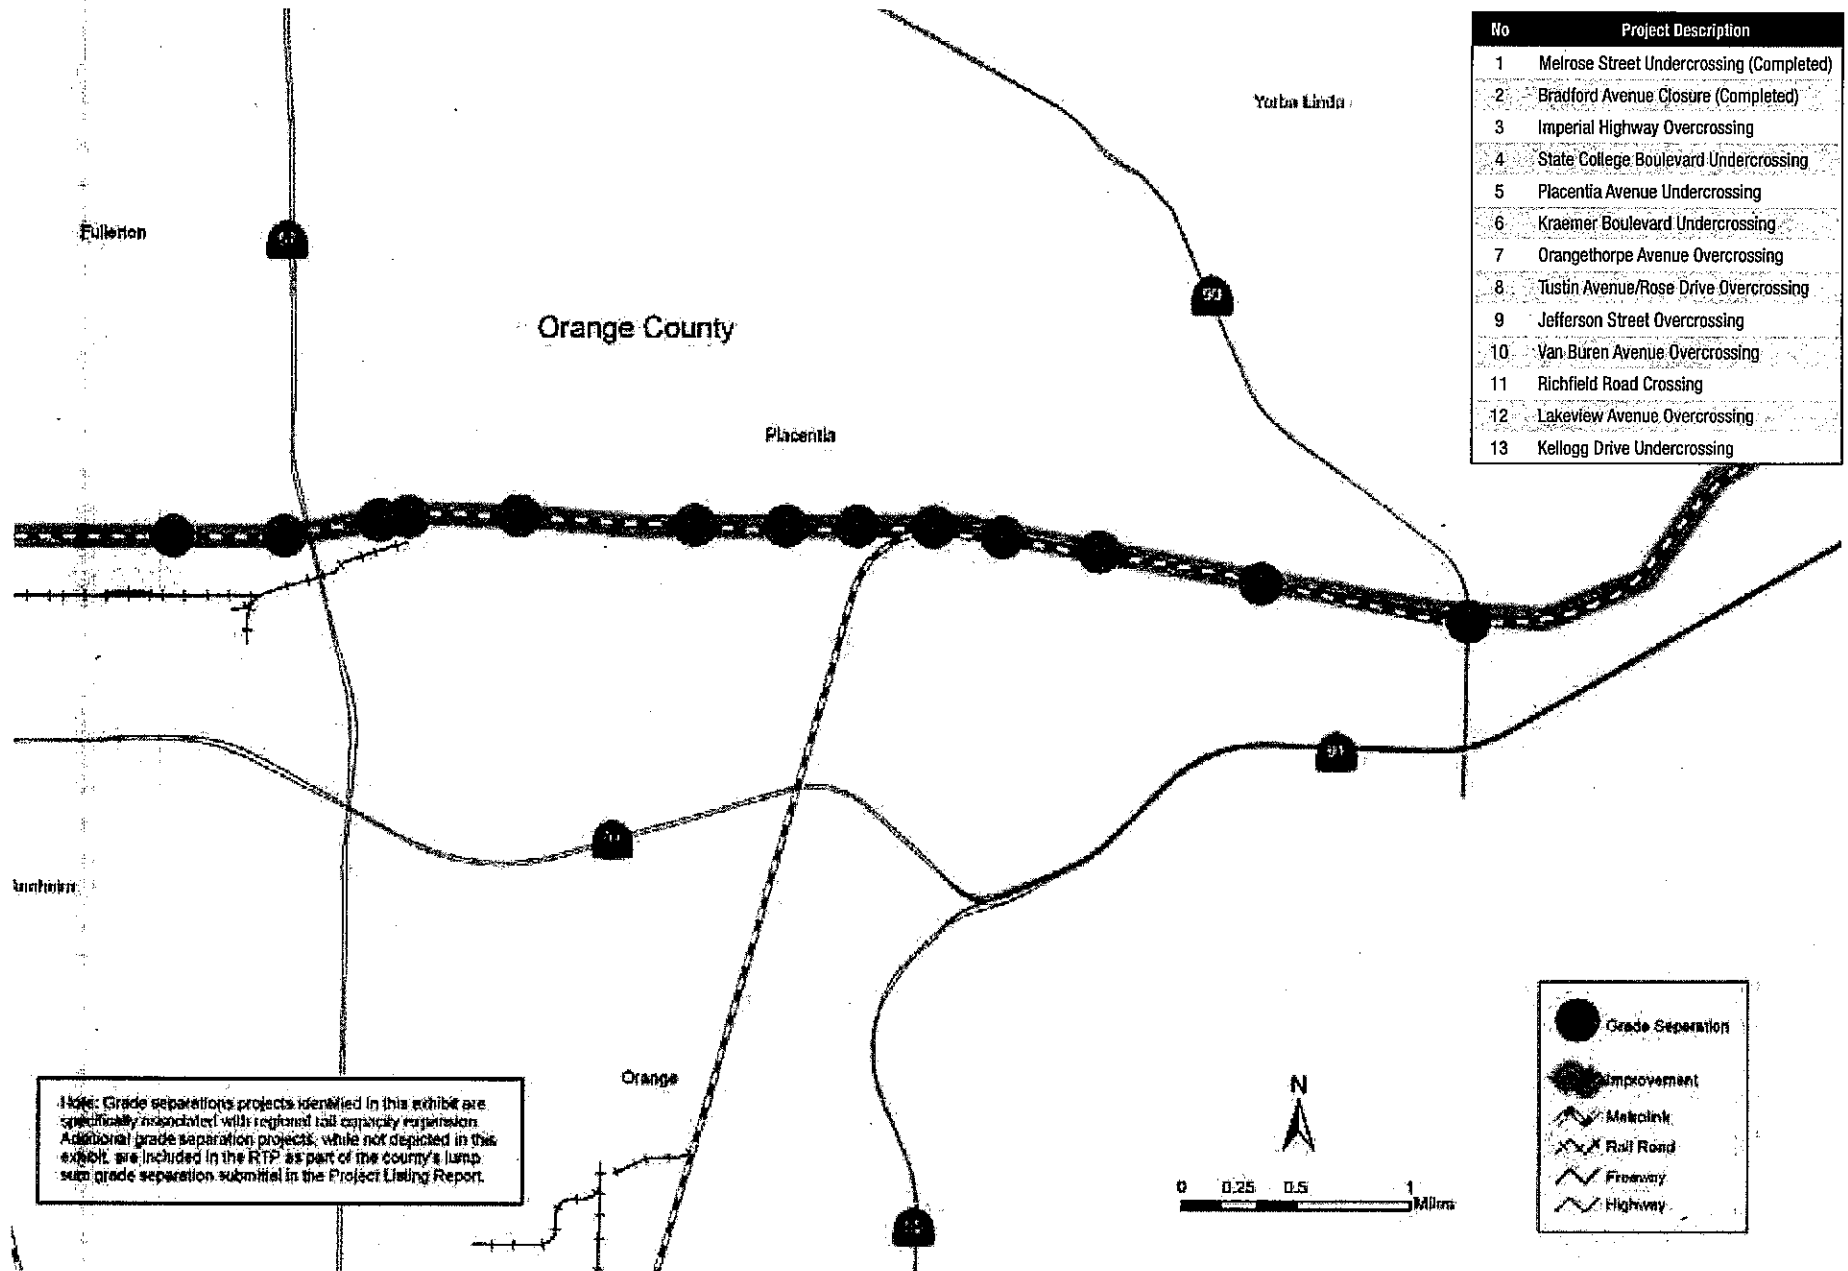 No Project Description
1 Melrose Street Undercrossing (Completed)
2 Bradford Avenue Closure (Completed)
3 Imperial Highway Overcrossing
4 State College Boulevard Undercrossing
5 Placentia Avenue Undercrossing
6 Kraemer Boulevard Undercrossing
7 Orangethorpe Avenue Overcrossing
8 Tustin Avenue/Rose Drive Overcrossing
9 Jefferson Street Overcrossing
10 Van Buren Avenue Overcrossing
11 Richfield Road Crossing
12 Lakeview Avenue Overcrossing
13 Kellogg Drive Undercrossing
Yorba Linda
Fullerton
90
Orange County
Placentia
91
Anaheim
Orange
Note: Grade separations projects identified in this exhibit are
specifically associated with regional rail capacity expansion.
Additional grade separation projects, while not depicted in this
exhibit, are included in the RTP as part of the county's lump
sum grade separation submittal in the Project Listing Report.
N
0 0.25 0.5 1
Miles
Grade Separation
Improvement
Metrolink
Rail Road
Freeway
Highway